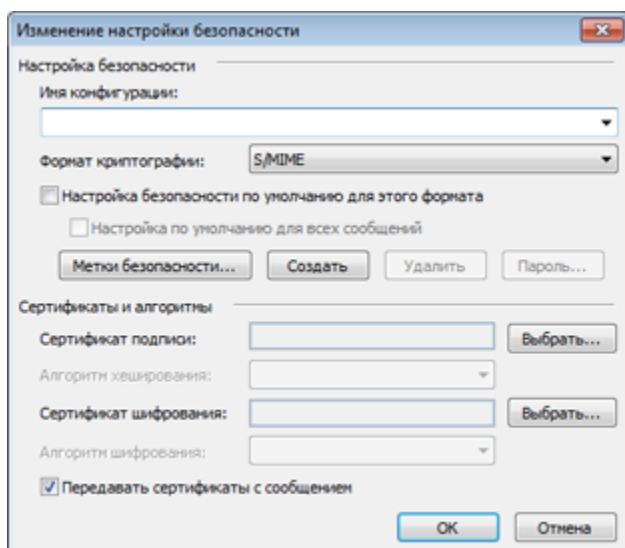 Изменение настройки безопасности
Настройка безопасности
Имя конфигурации:
Формат криптографии: S/MIME
Настройка безопасности по умолчанию для этого формата
Настройка по умолчанию для всех сообщений
Метки безопасности... Создать Удалить Пароль...
Сертификаты и алгоритмы
Сертификат подписи: Выбрать...
Алгоритм хеширования:
Сертификат шифрования: Выбрать...
Алгоритм шифрования:
Передавать сертификаты с сообщением
ОК Отмена